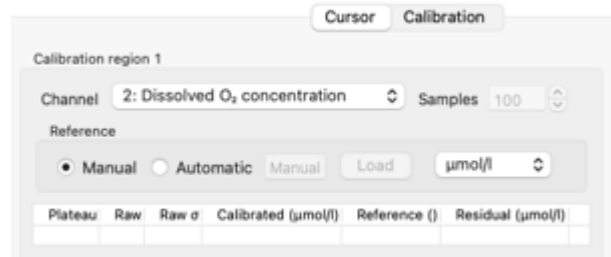 Cursor Calibration
Calibration region 1
Channel 2: Dissolved O₂ concentration Samples 100
Reference
Manual Automatic Manual Load µmol/l
Plateau Raw Raw σ Calibrated (µmol/l) Reference () Residual (µmol/l)